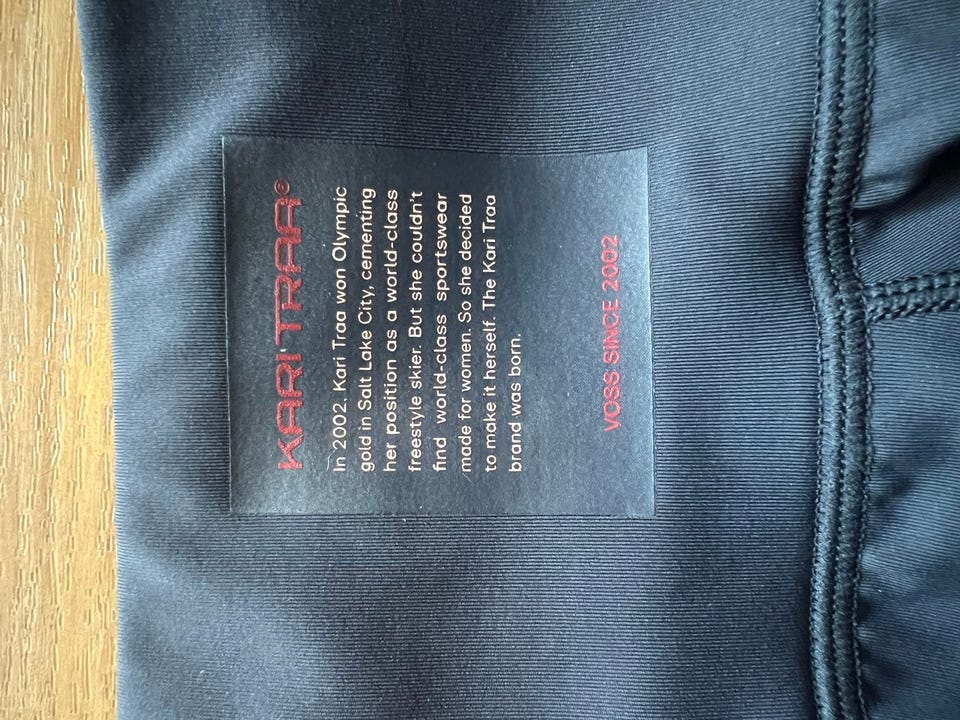 KARI TRAA®
In 2002, Kari Traa won Olympic
gold in Salt Lake City, cementing
her position as a world-class
freestyle skier. But she couldn't
find world-class sportswear
made for women. So she decided
to make it herself. The Kari Traa
brand was born.
VOSS SINCE 2002